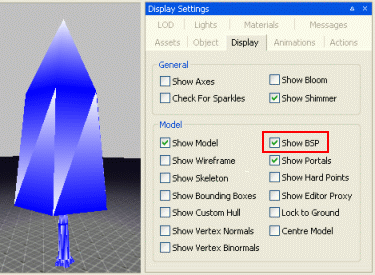 Display Settings
LOD Lights Materials Messages
Assets Object Display Animations Actions
General
Show Axes Show Bloom
Check For Sparkles Show Shimmer
Model
Show Model Show BSP
Show Wireframe Show Portals
Show Skeleton Show Hard Points
Show Bounding Boxes Show Editor Proxy
Show Custom Hull Lock to Ground
Show Vertex Normals Centre Model
Show Vertex Binormals